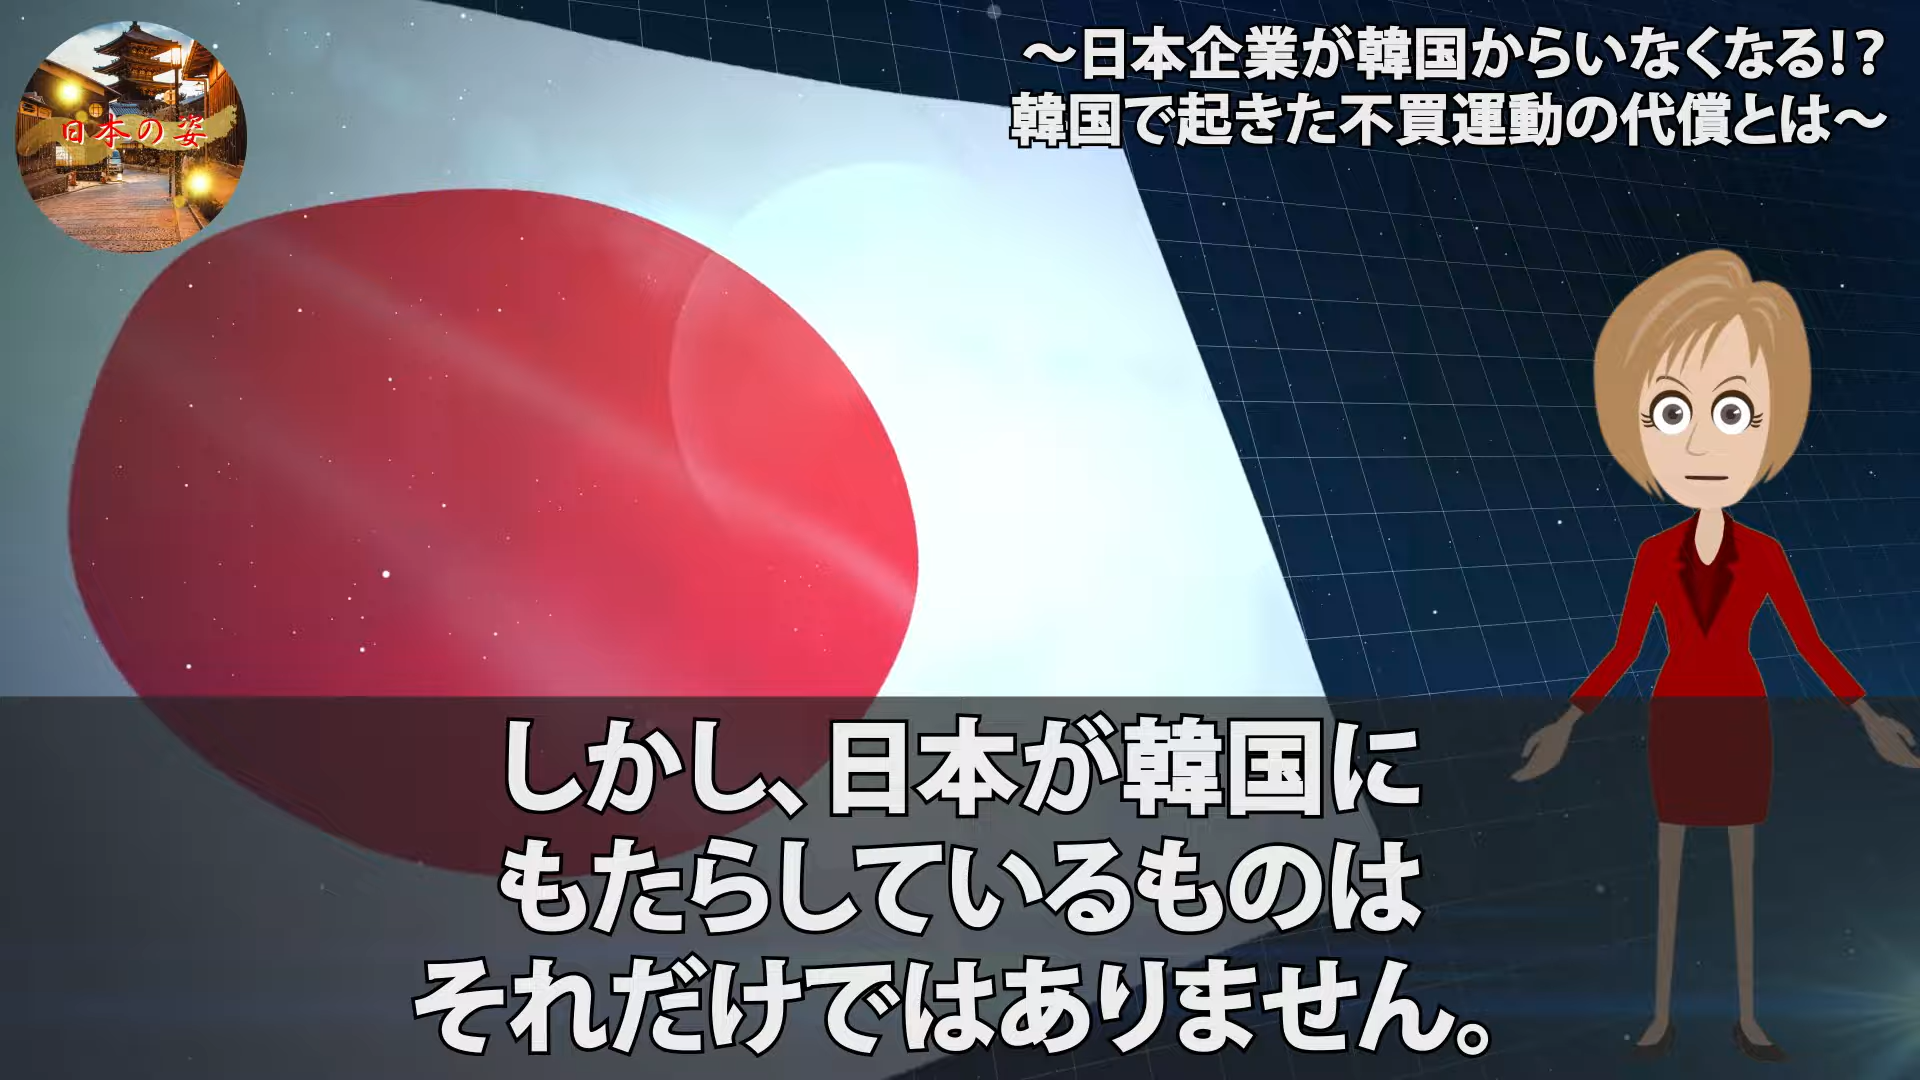 日本の姿
～日本企業が韓国からいなくなる!?
韓国で起きた不買運動の代償とは～
しかし、日本が韓国に
もたらしているものは
それだけではありません。